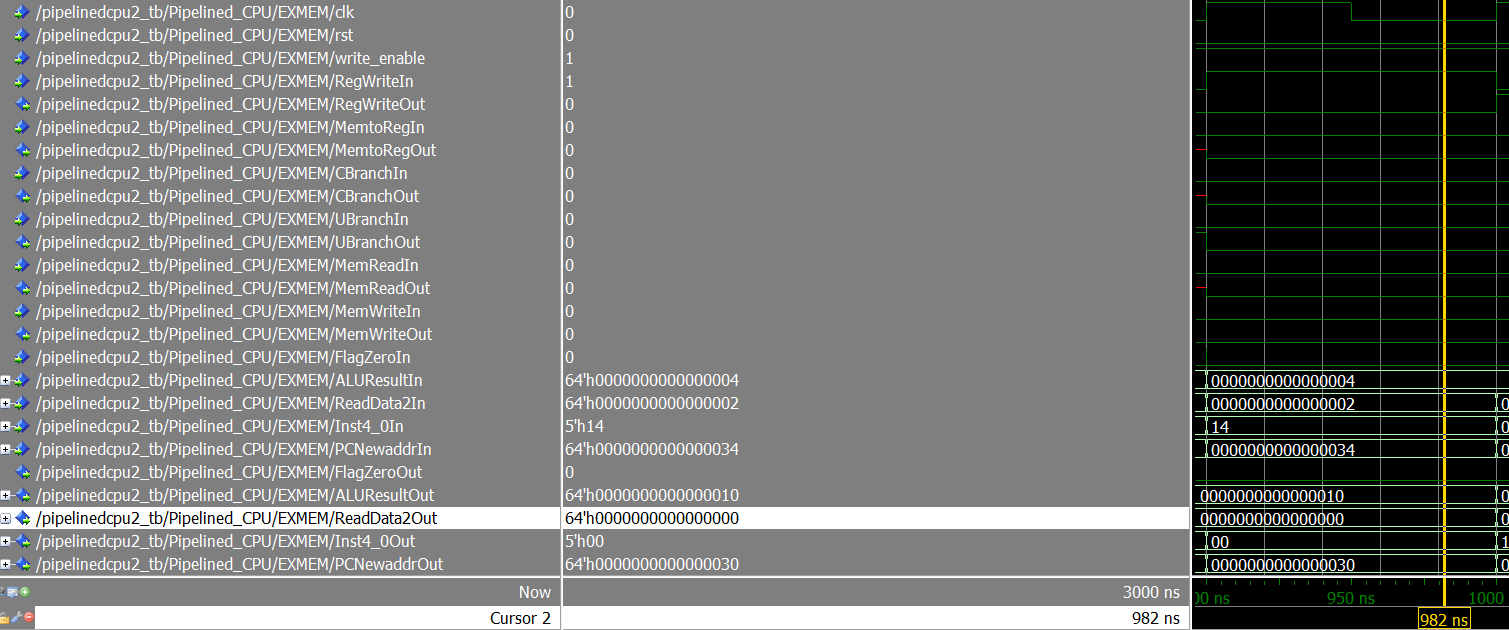 /pipelinedcpu2_tb/Pipelined_CPU/EXMEM/clk 0
/pipelinedcpu2_tb/Pipelined_CPU/EXMEM/rst 0
/pipelinedcpu2_tb/Pipelined_CPU/EXMEM/write_enable 1
/pipelinedcpu2_tb/Pipelined_CPU/EXMEM/RegWriteIn 1
/pipelinedcpu2_tb/Pipelined_CPU/EXMEM/RegWriteOut 0
/pipelinedcpu2_tb/Pipelined_CPU/EXMEM/MemtoRegIn 0
/pipelinedcpu2_tb/Pipelined_CPU/EXMEM/MemtoRegOut 0
/pipelinedcpu2_tb/Pipelined_CPU/EXMEM/CBranchIn 0
/pipelinedcpu2_tb/Pipelined_CPU/EXMEM/CBranchOut 0
/pipelinedcpu2_tb/Pipelined_CPU/EXMEM/UBranchIn 0
/pipelinedcpu2_tb/Pipelined_CPU/EXMEM/UBranchOut 0
/pipelinedcpu2_tb/Pipelined_CPU/EXMEM/MemReadIn 0
/pipelinedcpu2_tb/Pipelined_CPU/EXMEM/MemReadOut 0
/pipelinedcpu2_tb/Pipelined_CPU/EXMEM/MemWriteIn 0
/pipelinedcpu2_tb/Pipelined_CPU/EXMEM/MemWriteOut 0
/pipelinedcpu2_tb/Pipelined_CPU/EXMEM/FlagZeroIn 0
/pipelinedcpu2_tb/Pipelined_CPU/EXMEM/ALUResultIn 64'h0000000000000004 0000000000000004
/pipelinedcpu2_tb/Pipelined_CPU/EXMEM/ReadData2In 64'h0000000000000002 0000000000000002 0
/pipelinedcpu2_tb/Pipelined_CPU/EXMEM/Inst4_0In 5'h14 14 0
/pipelinedcpu2_tb/Pipelined_CPU/EXMEM/PCNewaddrIn 64'h0000000000000034 0000000000000034 0
/pipelinedcpu2_tb/Pipelined_CPU/EXMEM/FlagZeroOut 0
/pipelinedcpu2_tb/Pipelined_CPU/EXMEM/ALUResultOut 64'h0000000000000010 0000000000000010 0
/pipelinedcpu2_tb/Pipelined_CPU/EXMEM/ReadData2Out 64'h0000000000000000 0000000000000000 0
/pipelinedcpu2_tb/Pipelined_CPU/EXMEM/Inst4_0Out 5'h00 00 1
/pipelinedcpu2_tb/Pipelined_CPU/EXMEM/PCNewaddrOut 64'h0000000000000030 0000000000000030 0
Now 3000 ns 00 ns 950 ns 1000
Cursor 2 982 ns 982 ns